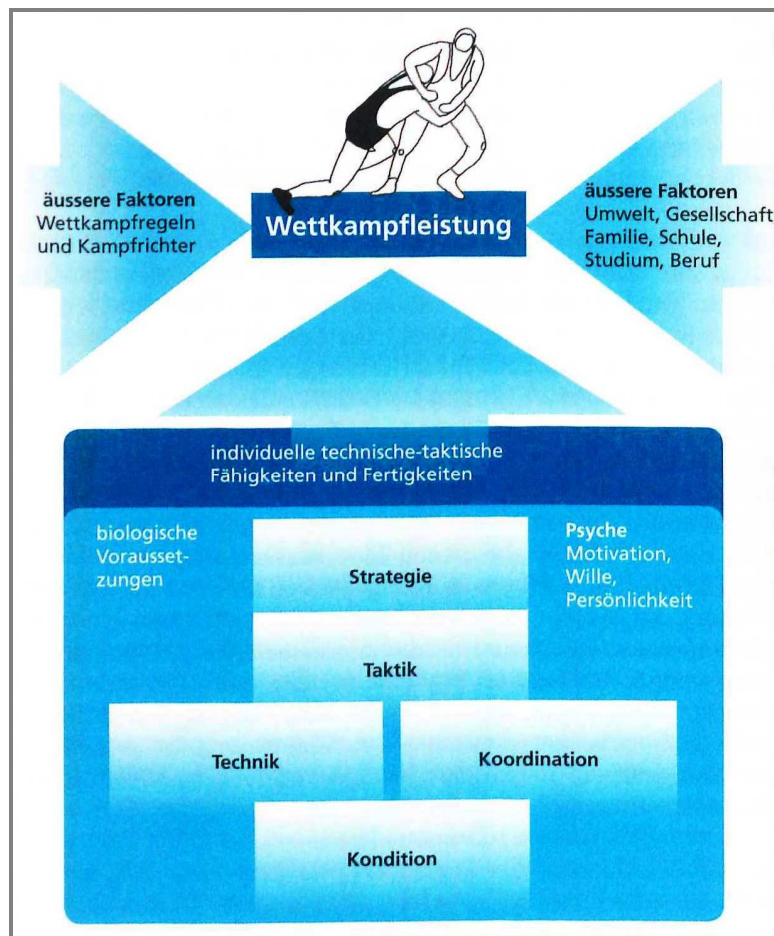 äussere Faktoren
Wettkampfregeln
und Kampfrichter
Wettkampfleistung
äussere Faktoren
Umwelt, Gesellschaft
Familie, Schule,
Studium, Beruf
individuelle technische-taktische
Fähigkeiten und Fertigkeiten
biologische
Vorausset-
zungen
Psyche
Motivation,
Wille,
Persönlichkeit
Strategie
Taktik
Technik
Koordination
Kondition